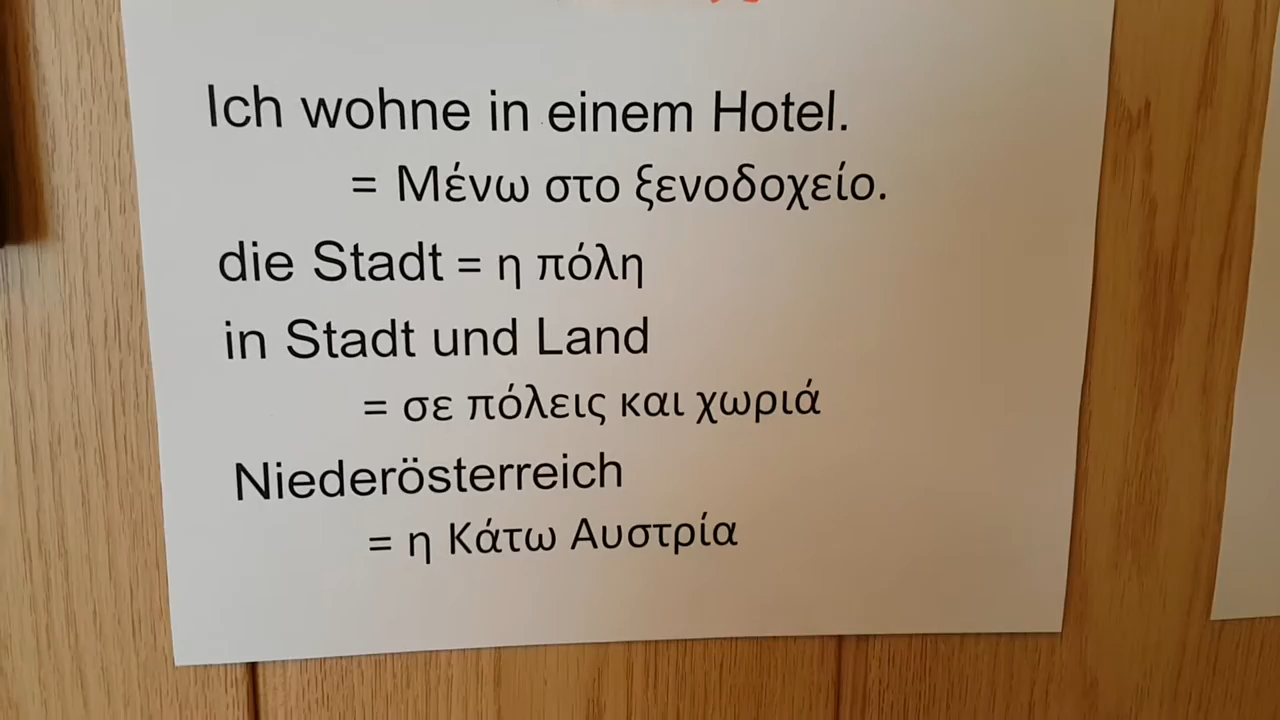 Ich wohne in einem Hotel.
= Μένω στο ξενοδοχείο.
die Stadt = η πόλη
in Stadt und Land
= σε πόλεις και χωριά
Niederösterreich
= η Κάτω Αυστρία